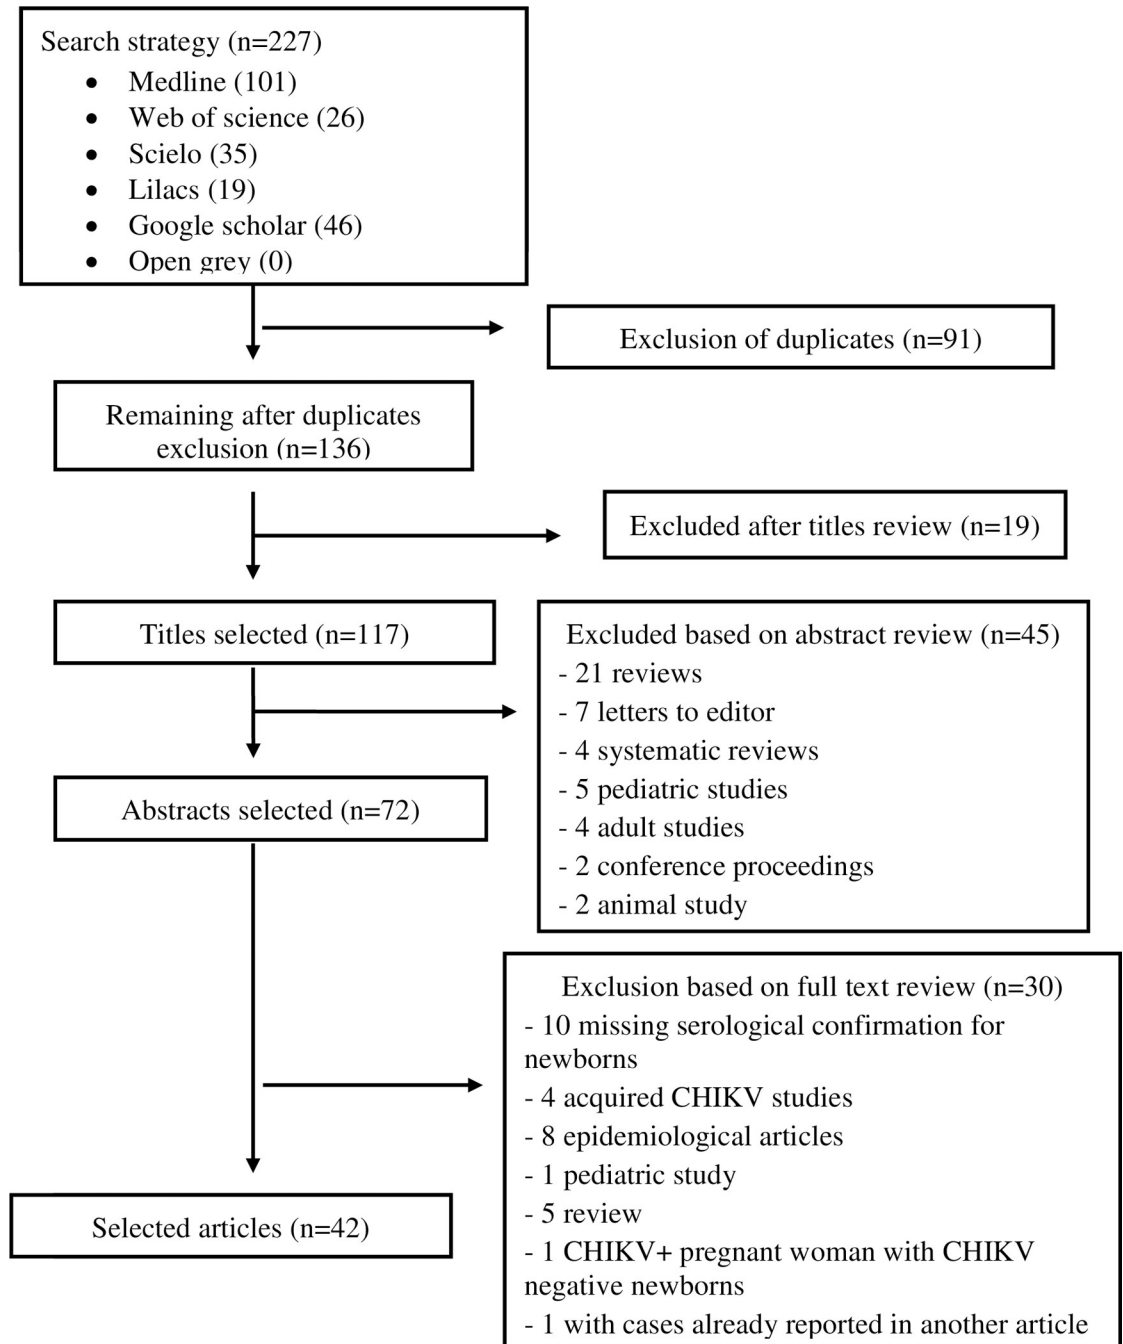 Search strategy (n=227)
• Medline (101)
• Web of science (26)
• Scielo (35)
• Lilacs (19)
• Google scholar (46)
• Open grey (0)
Exclusion of duplicates (n=91)
Remaining after duplicates
exclusion (n=136)
Excluded after titles review (n=19)
Titles selected (n=117)
Excluded based on abstract review (n=45)
- 21 reviews
- 7 letters to editor
- 4 systematic reviews
- 5 pediatric studies
- 4 adult studies
- 2 conference proceedings
- 2 animal study
Abstracts selected (n=72)
Exclusion based on full text review (n=30)
- 10 missing serological confirmation for
newborns
- 4 acquired CHIKV studies
- 8 epidemiological articles
- 1 pediatric study
- 5 review
- 1 CHIKV+ pregnant woman with CHIKV
negative newborns
- 1 with cases already reported in another article
Selected articles (n=42)